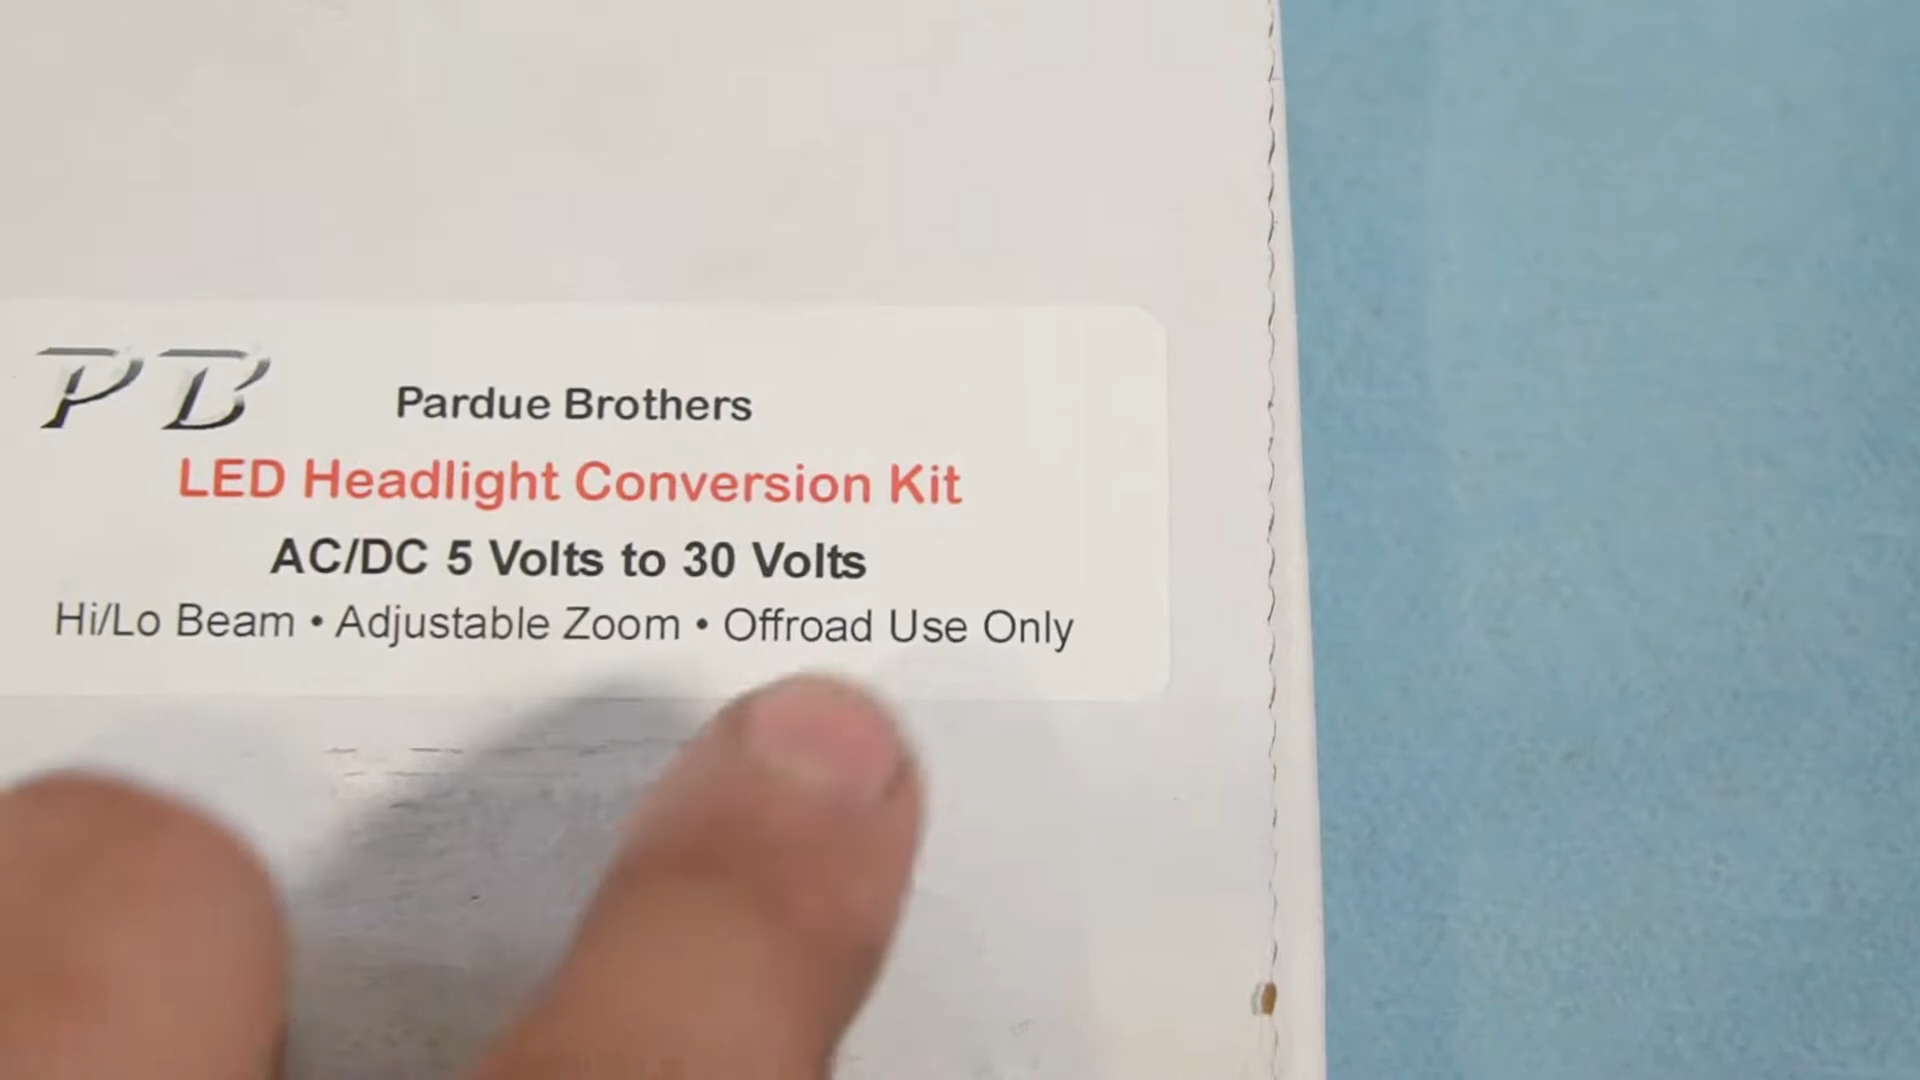 PB
Pardue Brothers
LED Headlight Conversion Kit
AC/DC 5 Volts to 30 Volts
Hi/Lo Beam • Adjustable Zoom • Offroad Use Only